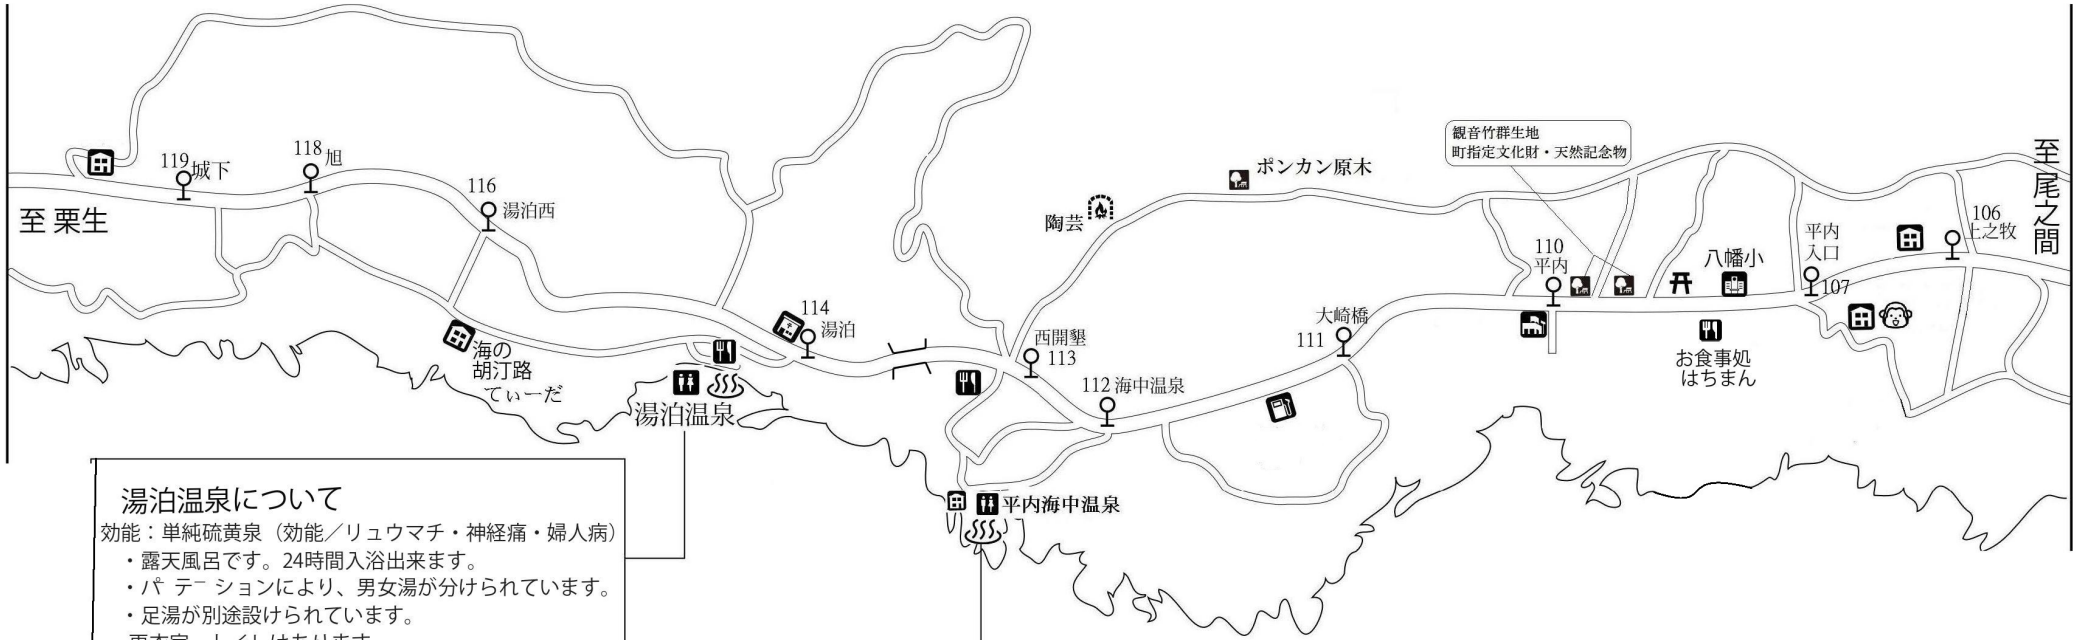 119 城下
118 旭
116
湯泊西
至 栗生
114
湯泊
海の
胡汀路
てぃーだ
湯泊温泉
西開墾
113
112 海中温泉
平内海中温泉
陶芸
ポンカン原木
大崎橋
111
観音竹群生地
町指定文化財・天然記念物
110
平内
八幡小
お食事処
はちまん
平内
入口
107
106
上之牧
至尾之間
湯泊温泉について
効能：単純硫黄泉（効能／リュウマチ・神経痛・婦人病）
・露天風呂です。24時間入浴出来ます。
・パ テー ションにより、男女湯が分けられています。
・足湯が別途設けられています。